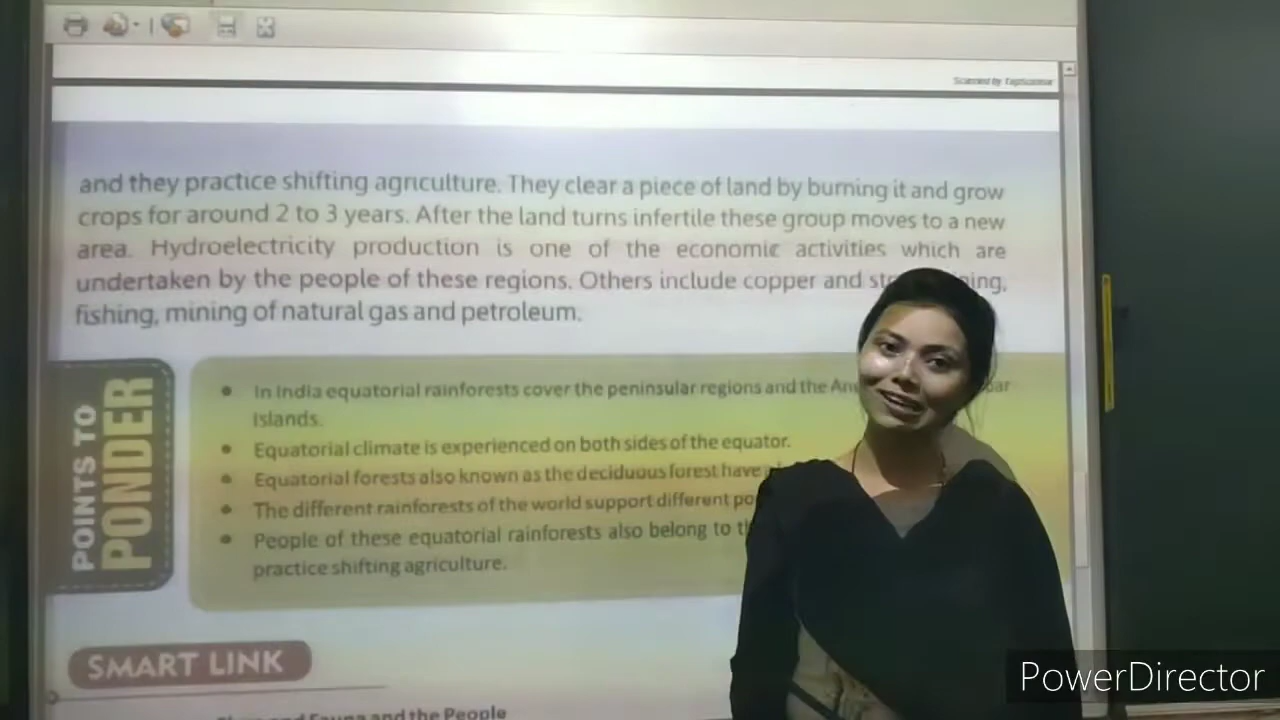 Scanned by TapScanner
and they practice shifting agriculture. They clear a piece of land by burning it and grow
crops for around 2 to 3 years. After the land turns infertile these group moves to a new
area. Hydroelectricity production is one of the economic activities which are
undertaken by the people of these regions. Others include copper and
fishing, mining of natural gas and petroleum.
POINTS TO
PONDER
In India equatorial rainforests cover the peninsular regions and the
Islands.
Equatorial climate is experienced on both sides of the equator.
Equatorial forests also known as the deciduous forest have
The different rainforests of the world support different
People of these equatorial rainforests also belong to
practice shifting agriculture.
SMART LINK
and Fauna and the People
PowerDirector